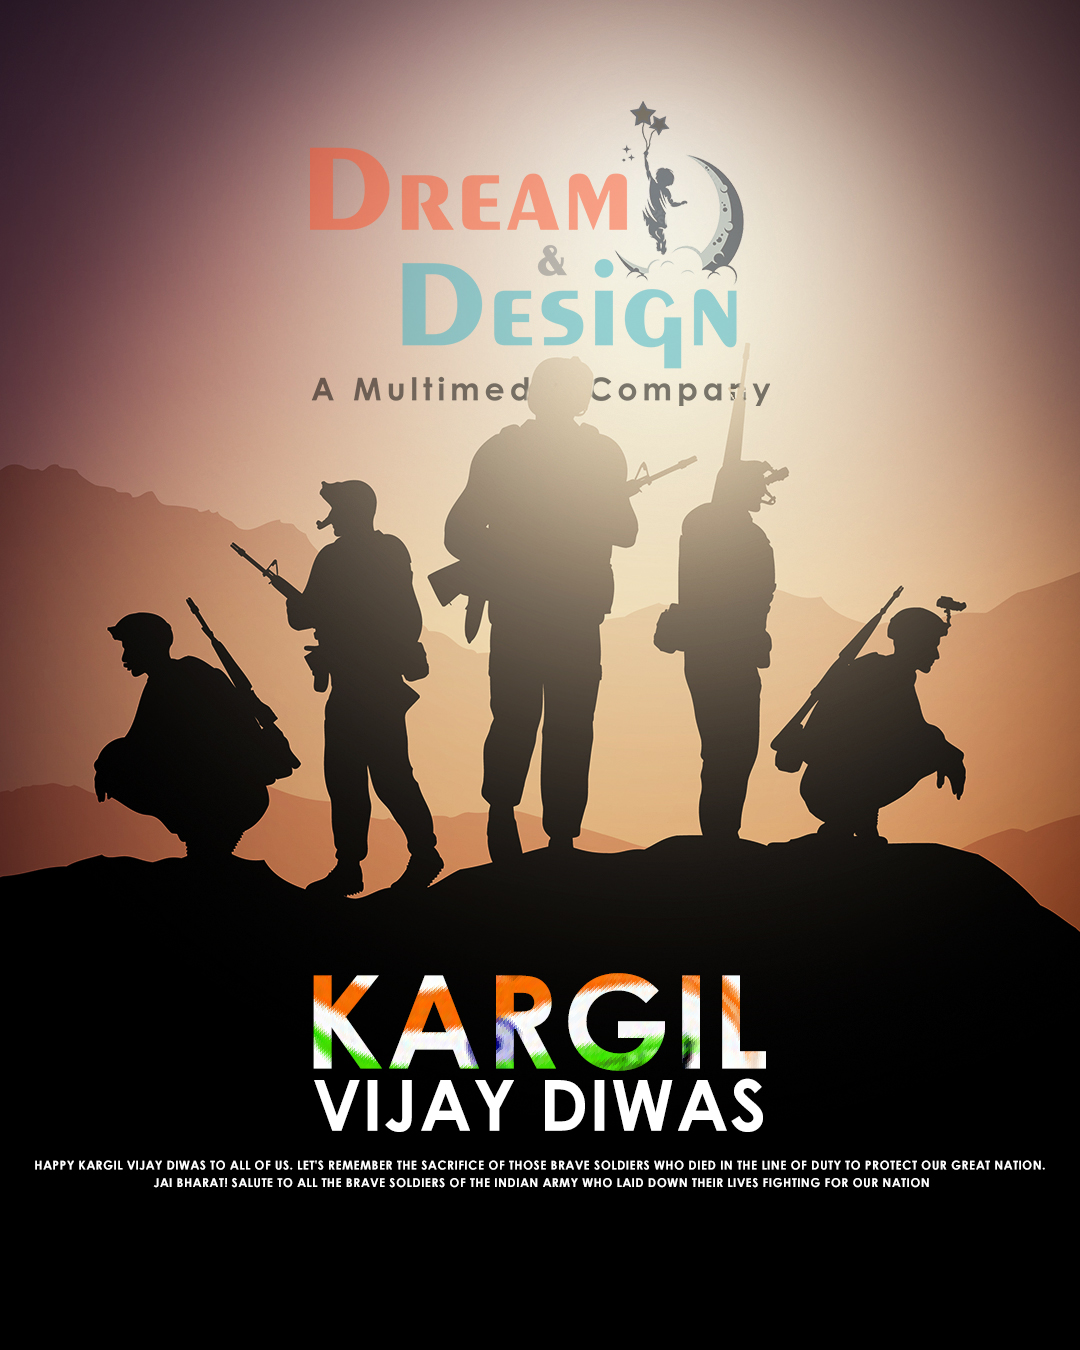 DREAM
&
DESiGN
A Multimed Company
KARGIL
VIJAY DIWAS
HAPPY KARGIL VIJAY DIWAS TO ALL OF US. LET'S REMEMBER THE SACRIFICE OF THOSE BRAVE SOLDIERS WHO DIED IN THE LINE OF DUTY TO PROTECT OUR GREAT NATION.
JAI BHARAT! SALUTE TO ALL THE BRAVE SOLDIERS OF THE INDIAN ARMY WHO LAID DOWN THEIR LIVES FIGHTING FOR OUR NATION